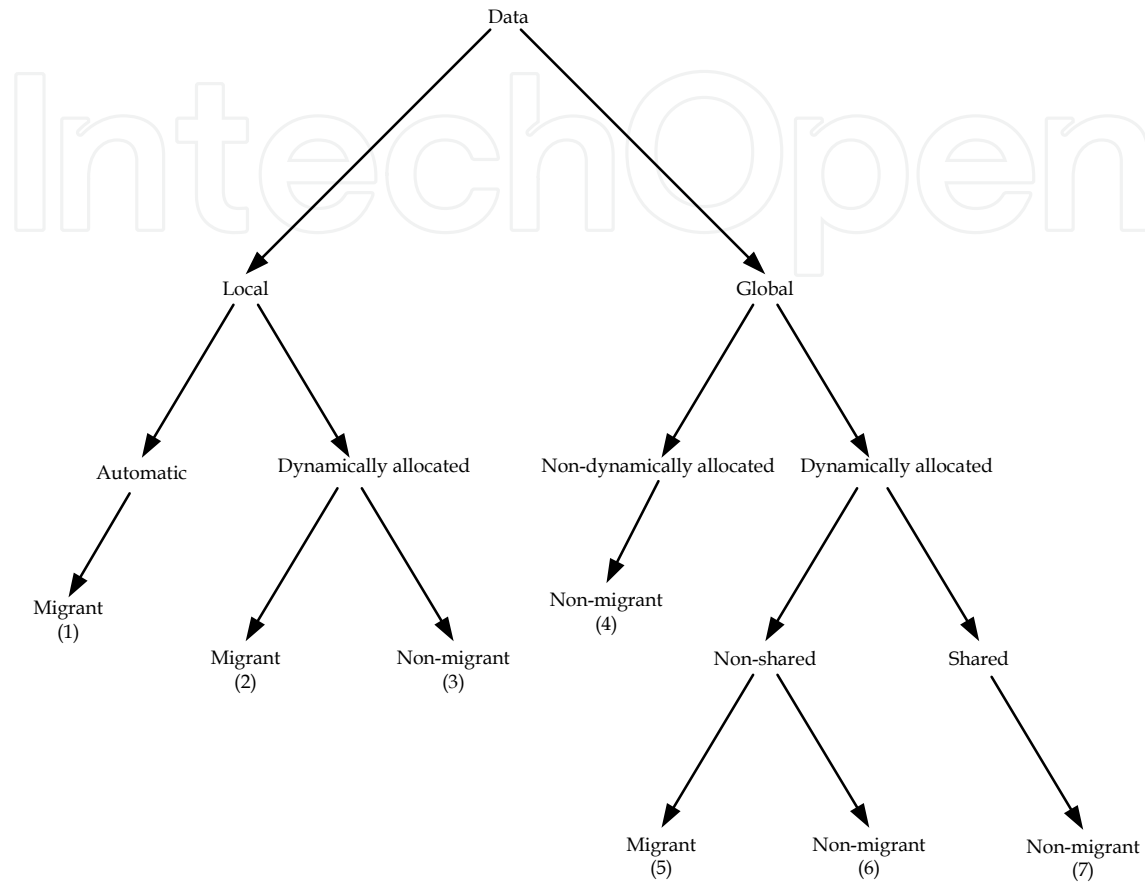 Data
IntechOpen
Local
Global
Automatic
Dynamically allocated
Non-dynamically allocated
Dynamically allocated
Migrant
(1)
Non-migrant
(4)
Migrant
(2)
Non-migrant
(3)
Non-shared
Shared
Migrant
(5)
Non-migrant
(6)
Non-migrant
(7)